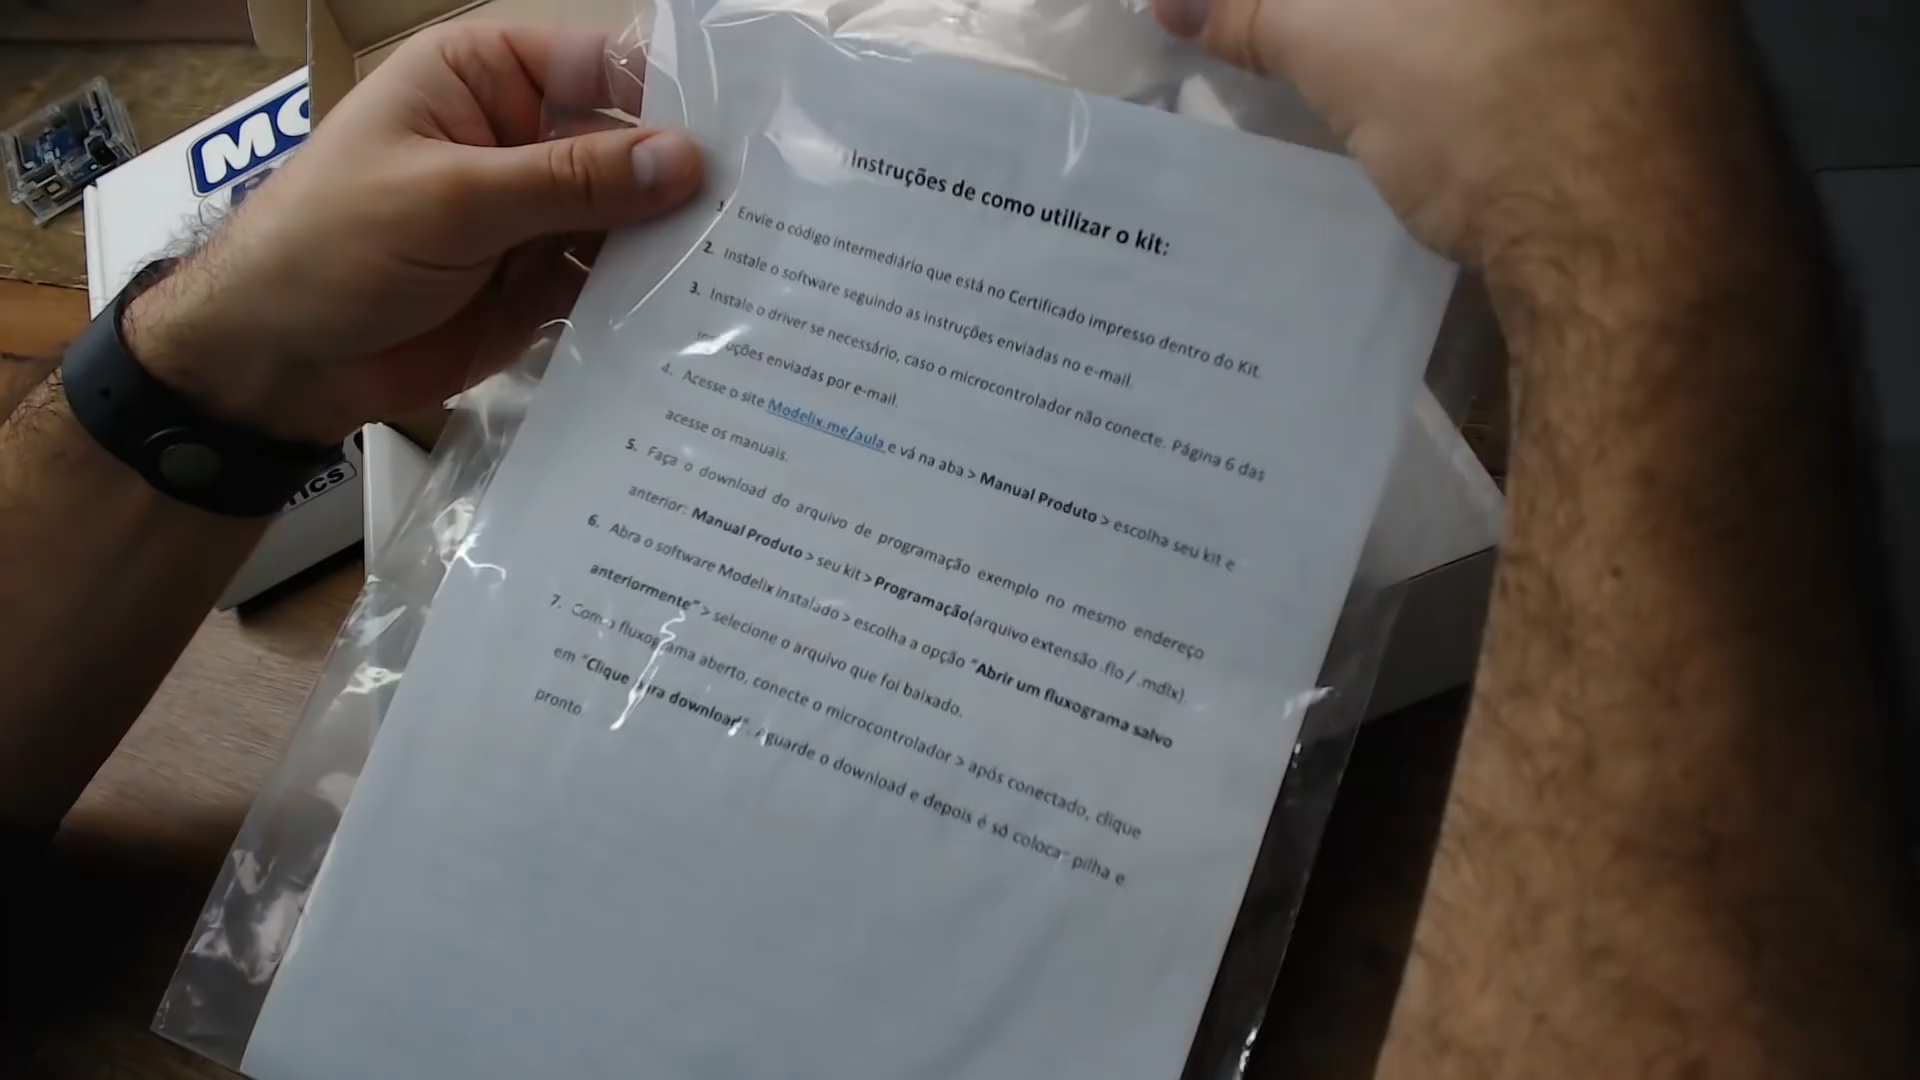 MO
Instruções de como utilizar o kit:
1. Envie o código intermediário que está no Certificado impresso dentro do Kit.
2. Instale o software seguindo as instruções enviadas no e-mail.
3. Instale o driver se necessário, caso o microcontrolador não conecte. Página 6 das
instruções enviadas por e-mail.
4. Acesse o site Modelix.me/aula e vá na aba > Manual Produto > escolha seu kit e
acesse os manuais.
5. Faça o download do arquivo de programação exemplo no mesmo endereço
anterior: Manual Produto > seu kit > Programação(arquivo extensão .flo / .mdlx).
6. Abra o software Modelix instalado > escolha a opção "Abrir um fluxograma salvo
anteriormente" > selecione o arquivo que foi baixado.
7. Com o fluxograma aberto, conecte o microcontrolador > após conectado, clique
em "Clique para download". Aguarde o download e depois é só colocar pilha e
pronto
TICS